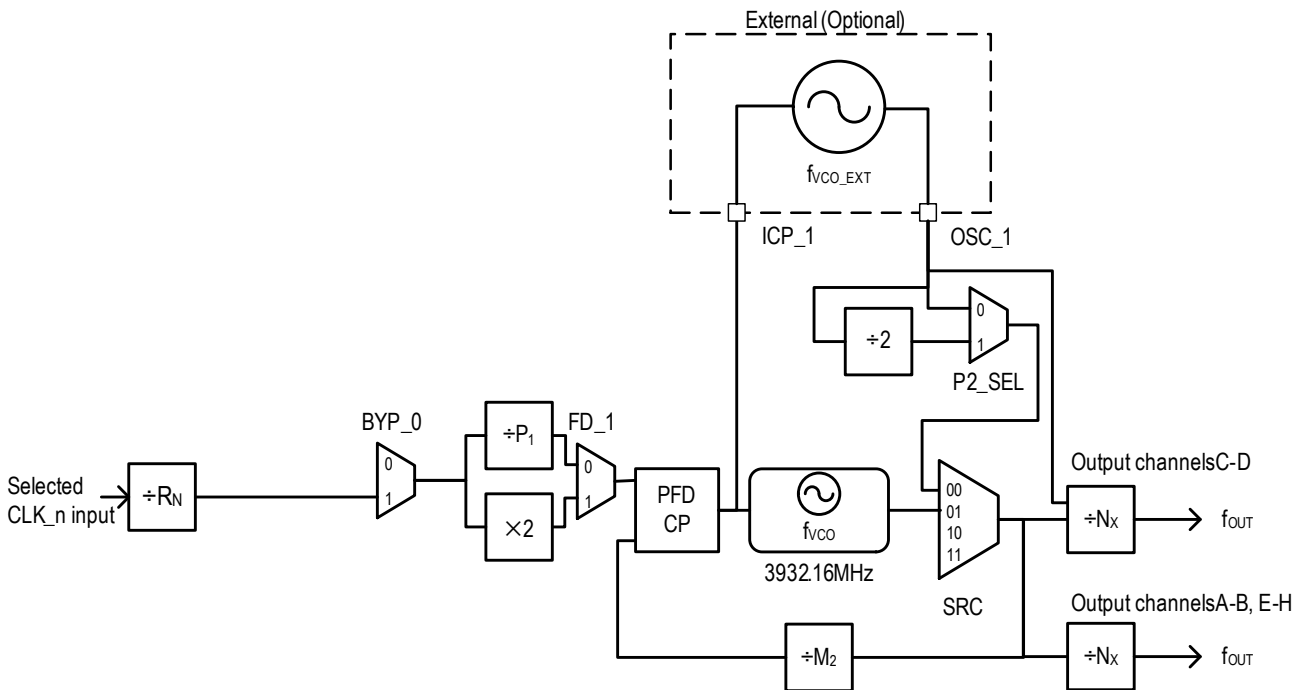 External (Optional)
fVCO_EXT
ICP_1
OSC_1
0
1
÷2
P2_SEL
BYP_0
FD_1
÷P1
0
1
0
1
Selected
CLK_n input
÷RN
×2
PFD
CP
fVCO
3932.16MHz
00
01
10
11
SRC
Output channelsC-D
÷NX
fOUT
Output channelsA-B, E-H
÷M2
÷NX
fOUT